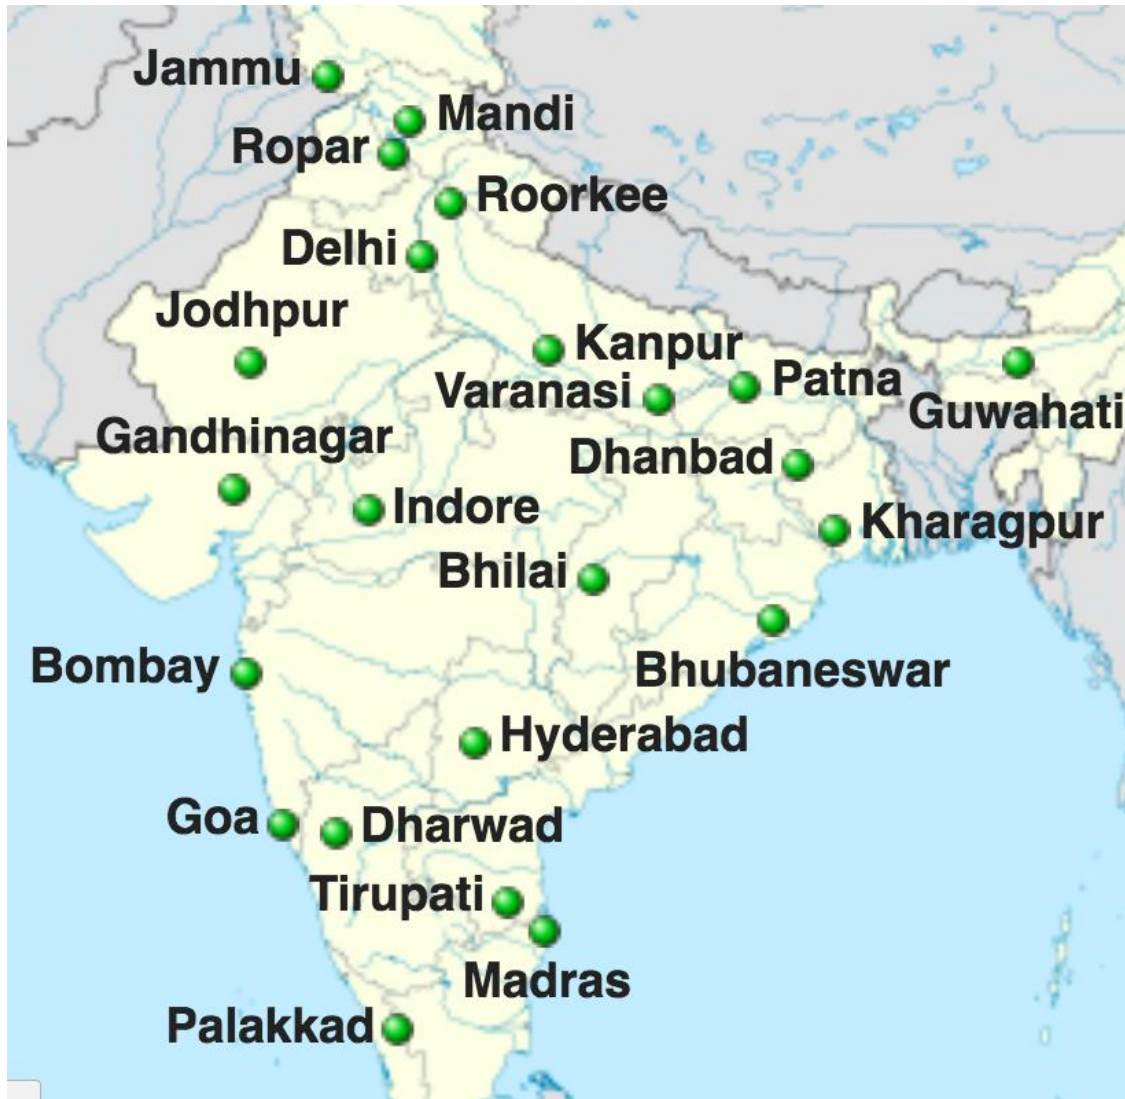 Jammu
Mandi
Ropar
Roorkee
Delhi
Jodhpur
Kanpur
Patna
Varanasi
Guwahati
Gandhinagar
Dhanbad
Indore
Kharagpur
Bhilai
Bombay
Bhubaneswar
Hyderabad
Goa
Dharwad
Tirupati
Madras
Palakkad